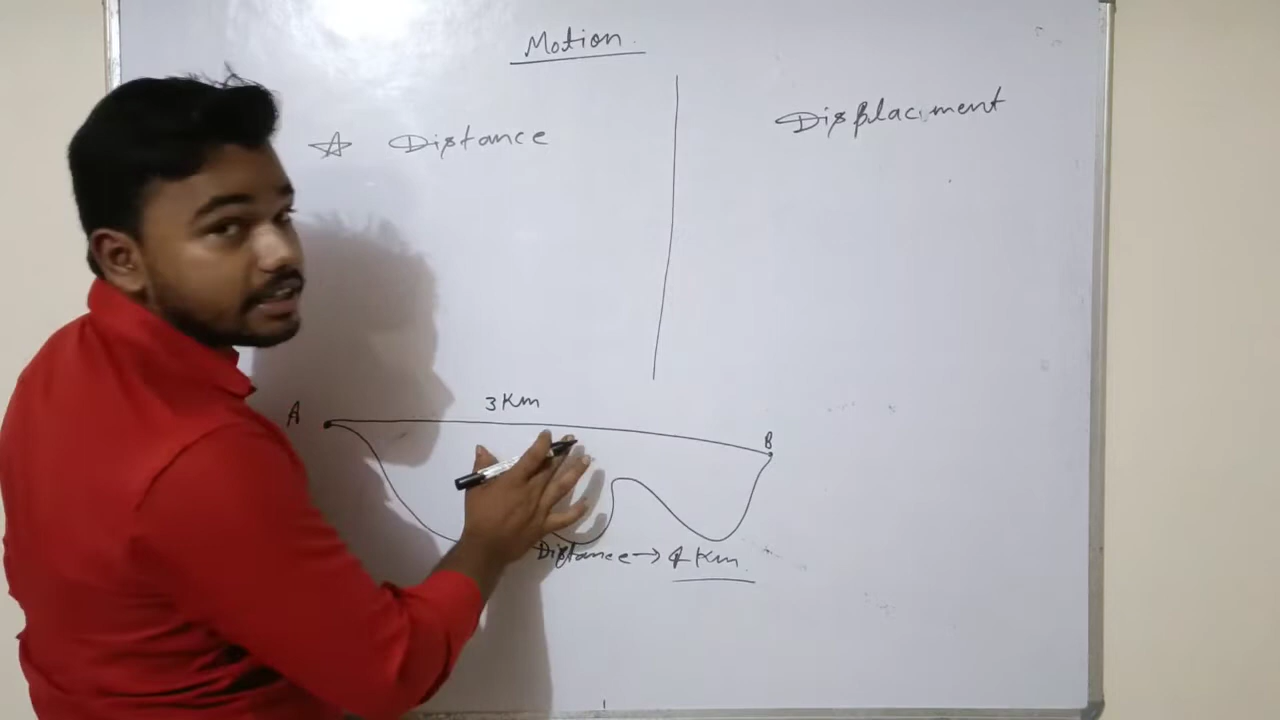 Motion.
☆ Distance
Displacement
3 Km
A
B
Distance → 4 Km